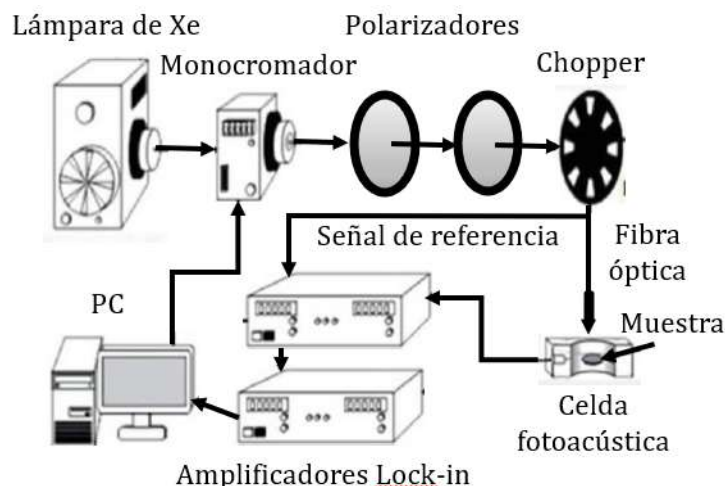 Lámpara de Xe
Polarizadores
Monocromador
Chopper
Señal de referencia
Fibra
óptica
PC
Muestra
Celda
fotoacústica
Amplificadores Lock-in